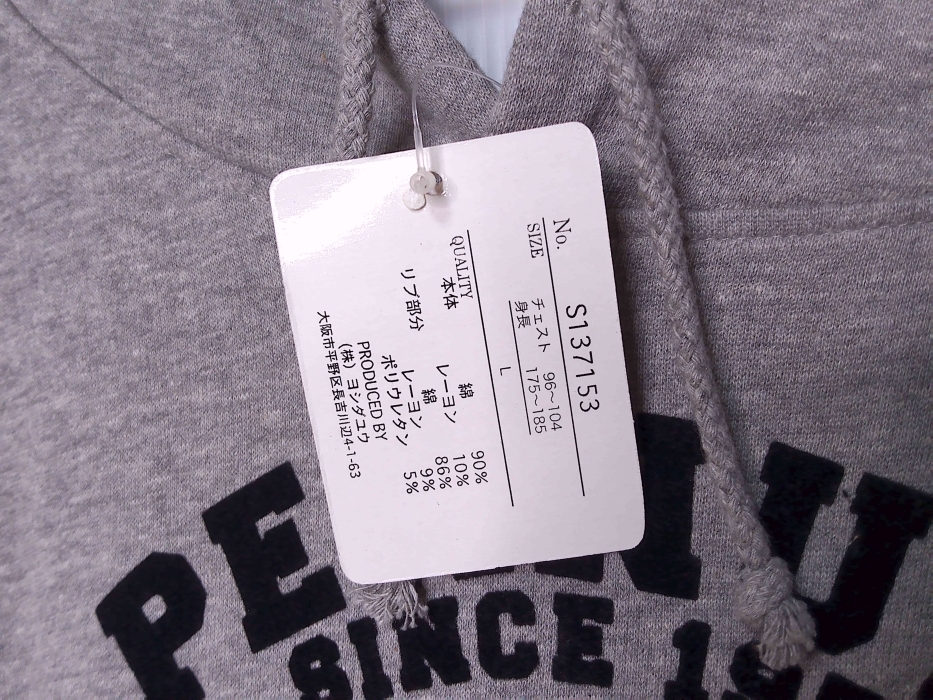 No. S137153
SIZE チェスト 96～104
身長 175～185
L
QUALITY
本体 綿 90%
レーヨン 10%
リブ部分 綿 86%
レーヨン 9%
ポリウレタン 5%
PRODUCED BY
(株) ヨシダユウ
大阪市平野区長吉川辺4-1-63
SINCE